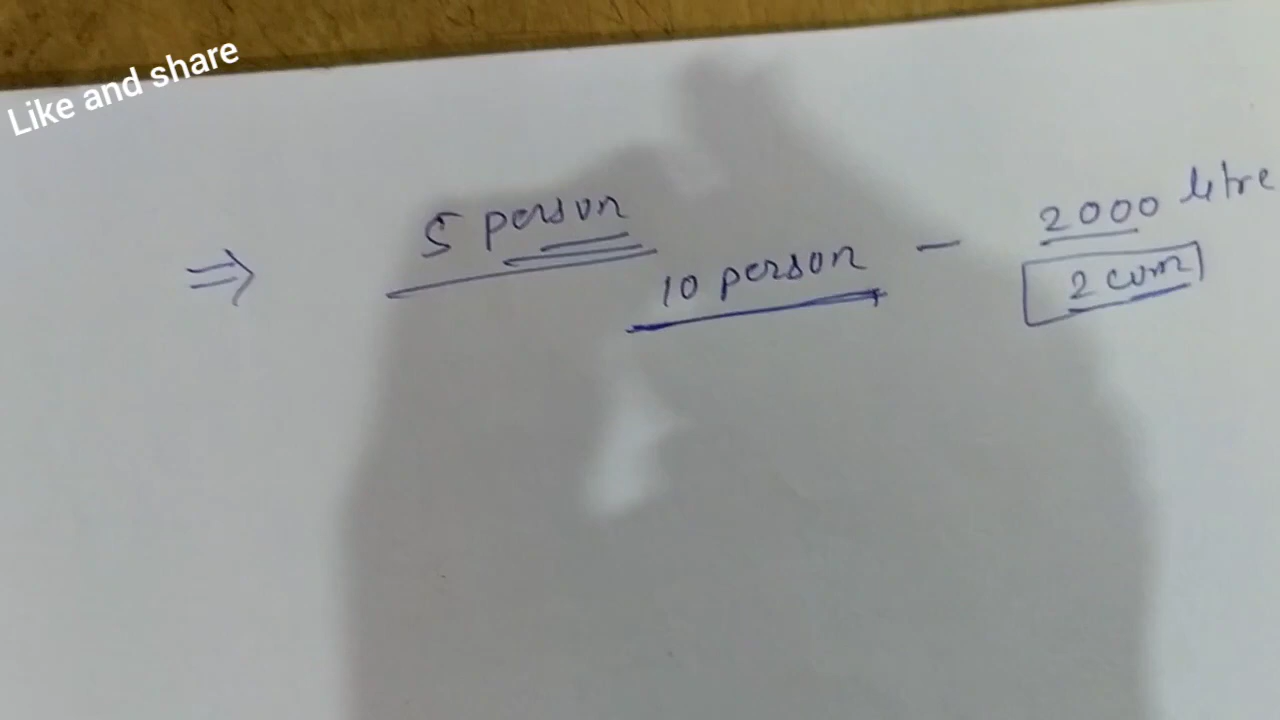 Like and share
⇒ 5 person
10 person - 2000 litre
2 cum